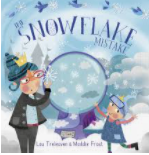 THE
SNOWFLAKE
MISTAKE
Lou Treleaven & Maddie Frost